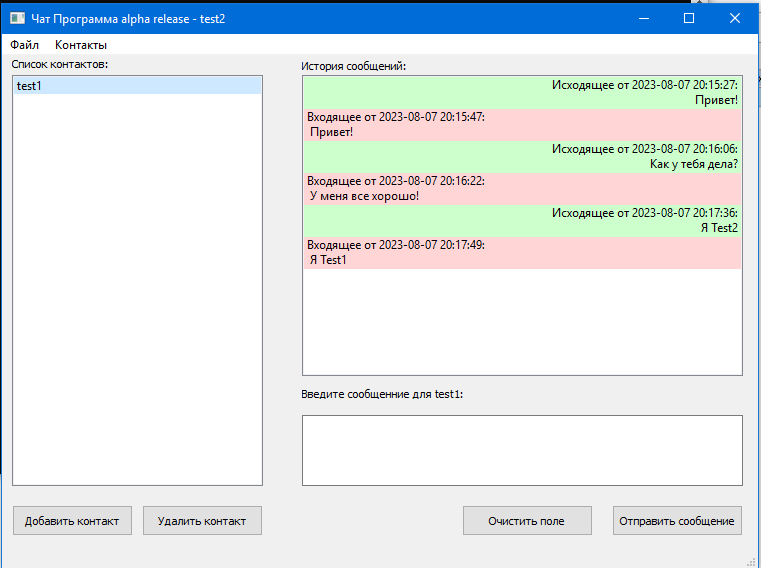 Чат Программа alpha release - test2
Файл Контакты
Список контактов:
test1
История сообщений:
Исходящее от 2023-08-07 20:15:27:
Привет!
Входящее от 2023-08-07 20:15:47:
Привет!
Исходящее от 2023-08-07 20:16:06:
Как у тебя дела?
Входящее от 2023-08-07 20:16:22:
У меня все хорошо!
Исходящее от 2023-08-07 20:17:36:
Я Test2
Входящее от 2023-08-07 20:17:49:
Я Test1
Введите сообщенние для test1:
Добавить контакт
Удалить контакт
Очистить поле
Отправить сообщение